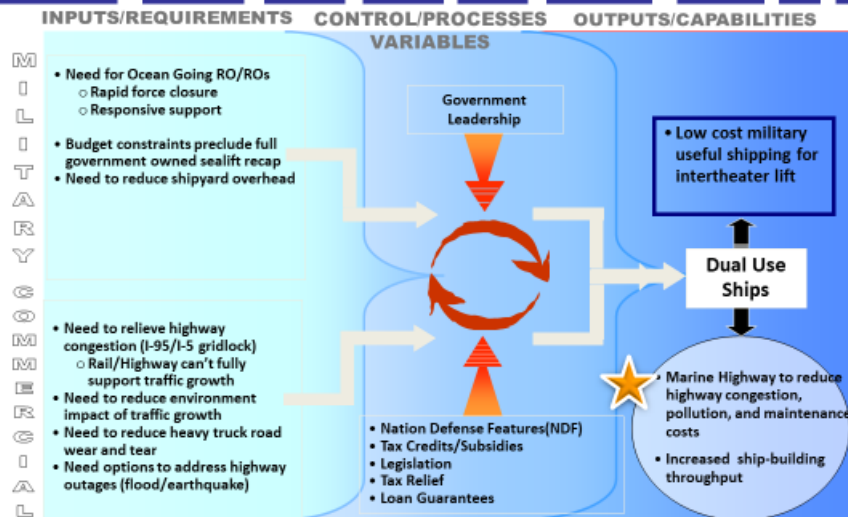 INPUTS/REQUIREMENTS
CONTROL/PROCESSES
VARIABLES
OUTPUTS/CAPABILITIES
MILITARY
• Need for Ocean Going RO/ROs
o Rapid force closure
o Responsive support
• Budget constraints preclude full
government owned sealift recap
• Need to reduce shipyard overhead
COMMERCIAL
• Need to relieve highway
congestion (I-95/I-5 gridlock)
o Rail/Highway can't fully
support traffic growth
• Need to reduce environment
impact of traffic growth
• Need to reduce heavy truck road
wear and tear
• Need options to address highway
outages (flood/earthquake)
Government
Leadership
• Nation Defense Features(NDF)
• Tax Credits/Subsidies
• Legislation
• Tax Relief
• Loan Guarantees
• Low cost military
useful shipping for
intertheater lift
Dual Use
Ships
• Marine Highway to reduce
highway congestion,
pollution, and maintenance
costs
• Increased ship-building
throughput